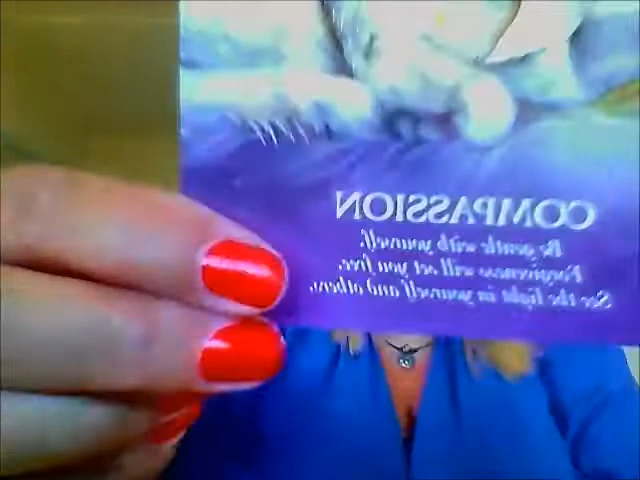 COMPASSION
Be gentle with yourself.
Forgiveness will set you free.
See the light in yourself and others.